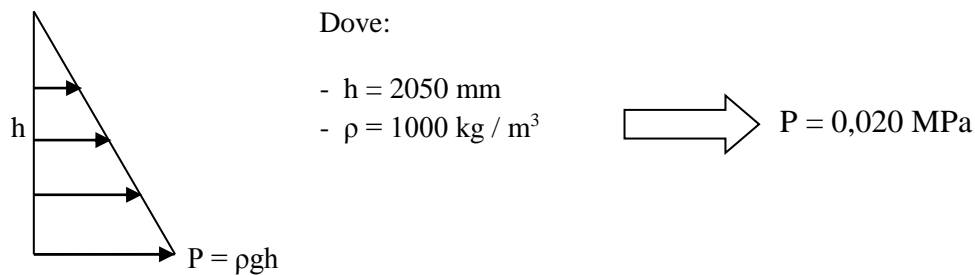 Dove:
- h = 2050 mm
- ρ = 1000 kg / m³
h
P = 0,020 MPa
P = ρgh